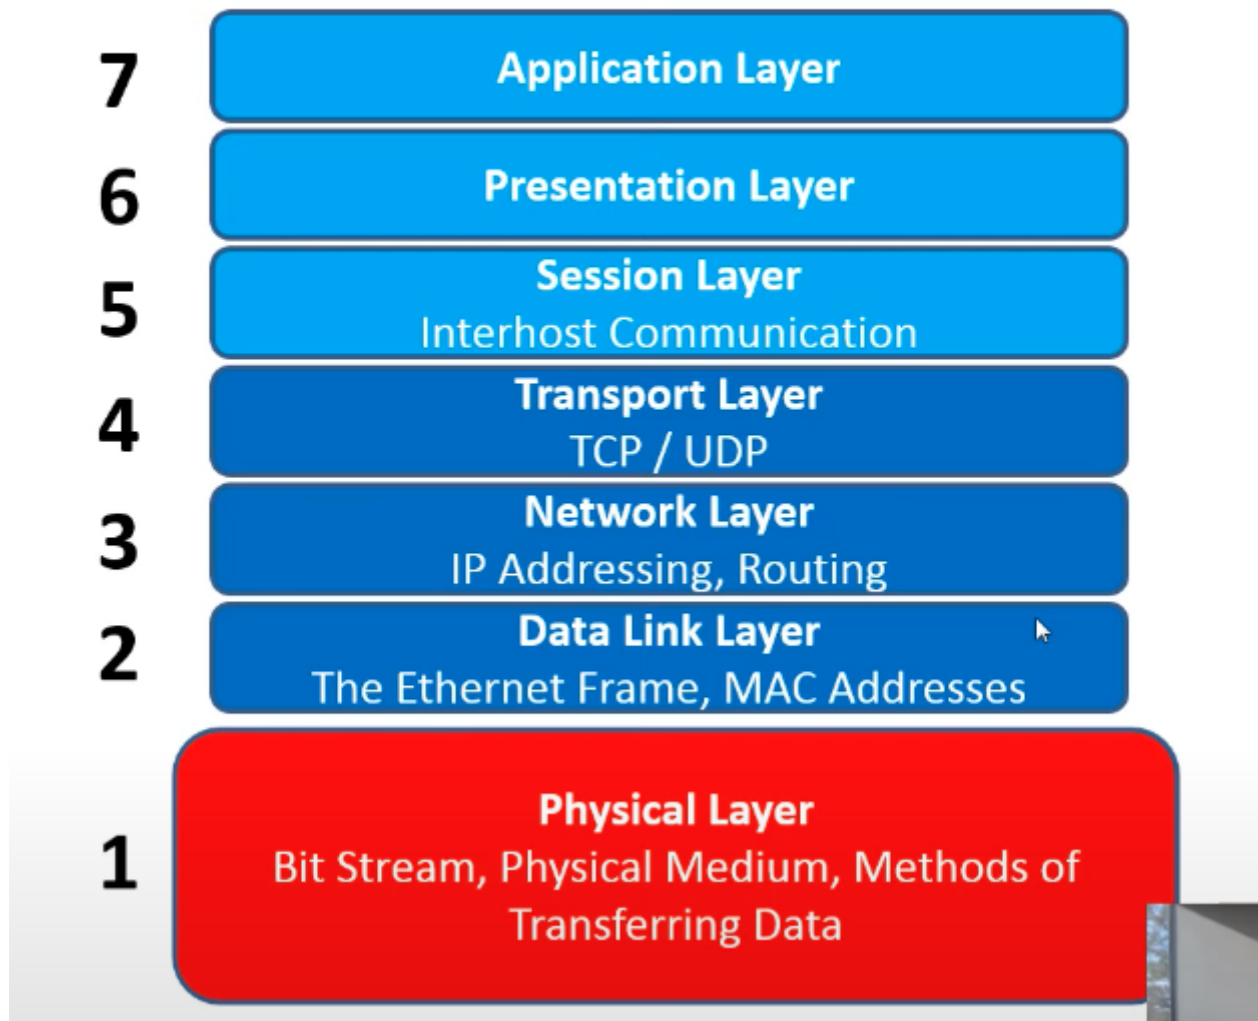 7
Application Layer
6
Presentation Layer
5
Session Layer
Interhost Communication
4
Transport Layer
TCP / UDP
3
Network Layer
IP Addressing, Routing
2
Data Link Layer
The Ethernet Frame, MAC Addresses
1
Physical Layer
Bit Stream, Physical Medium, Methods of
Transferring Data